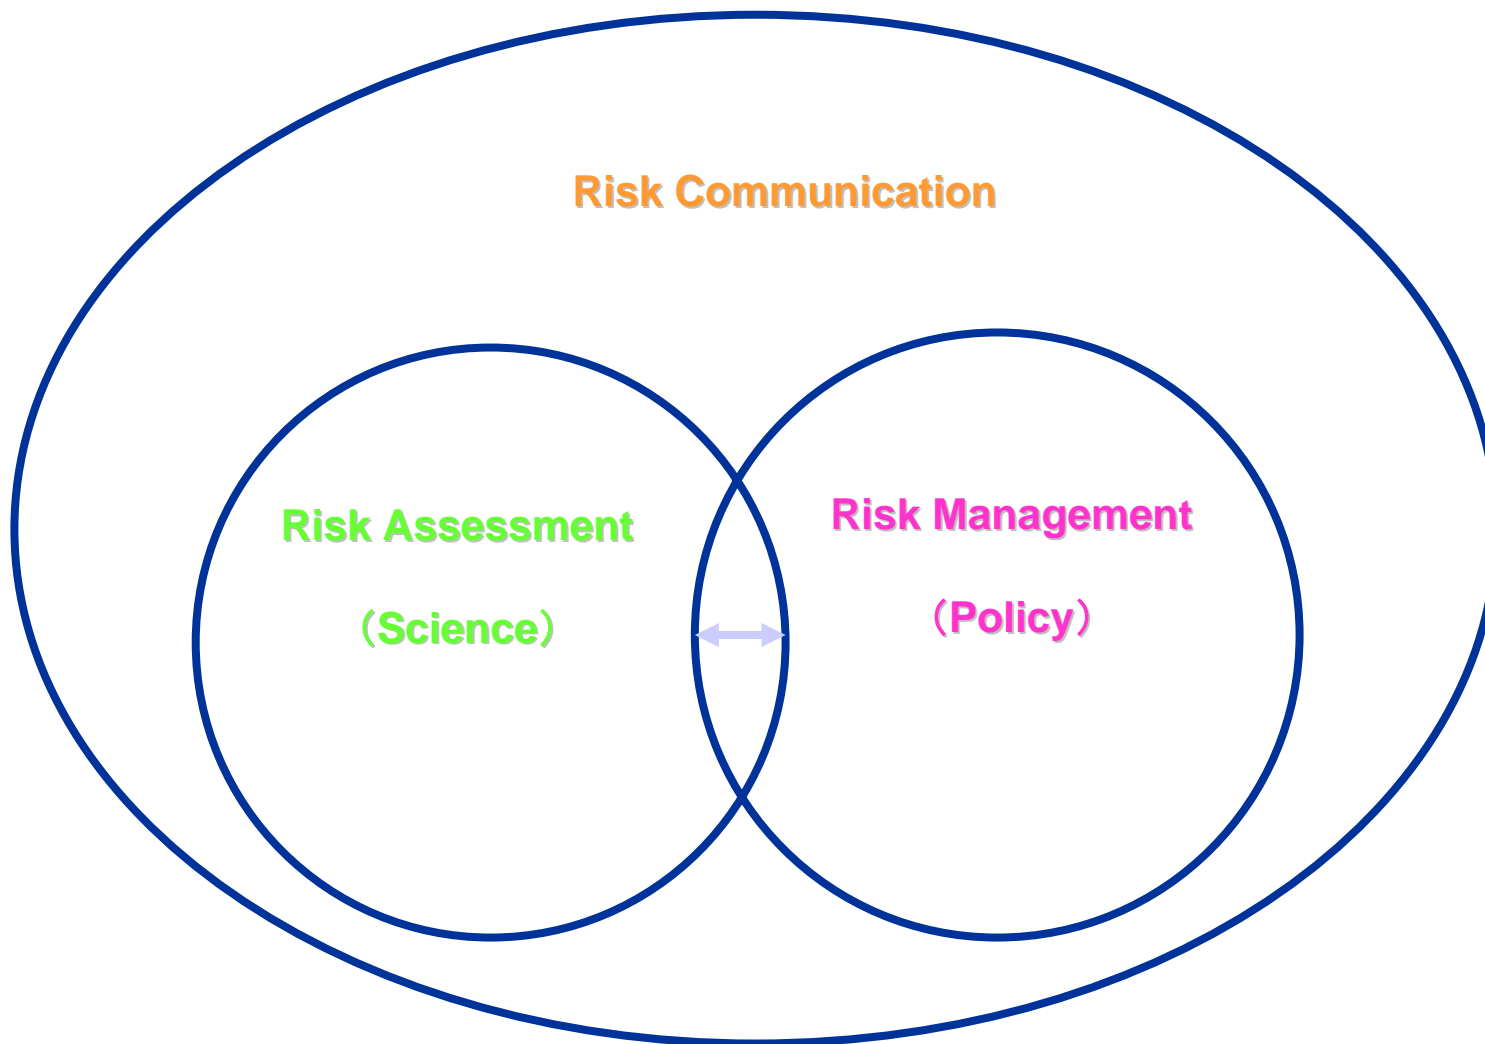 Risk Communication
Risk Assessment
（Science）
Risk Management
（Policy）